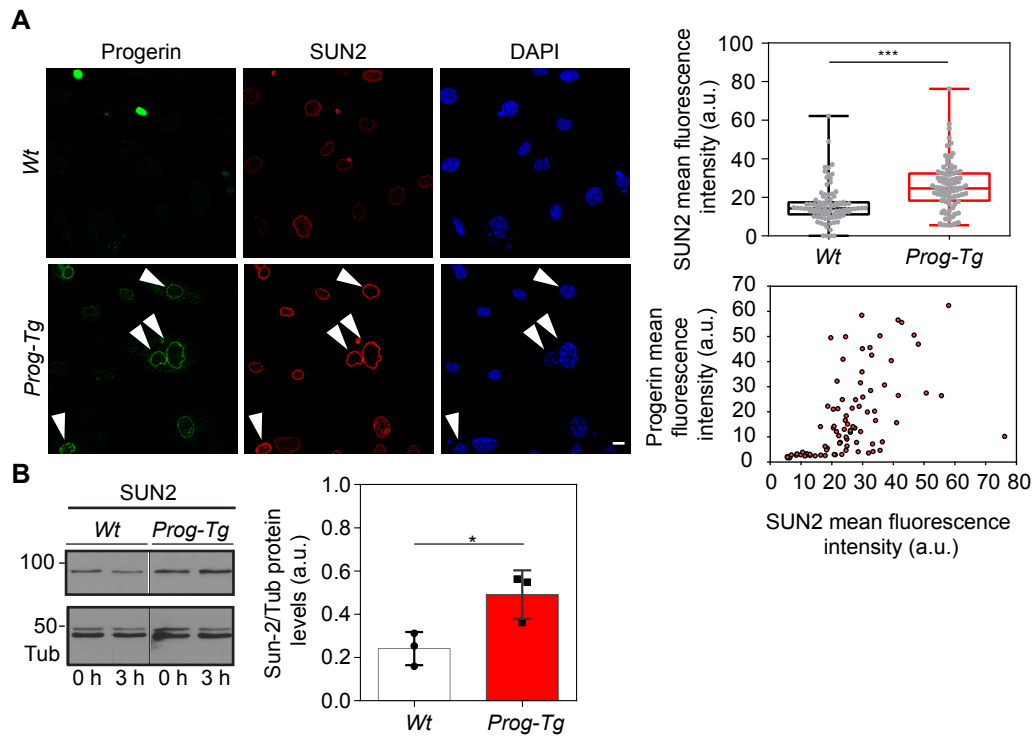 A
Progerin SUN2 DAPI
Wt
Prog-Tg
SUN2 mean fluorescence
intensity (a.u.)
100
80
60
40
20
0
***
Wt Prog-Tg
Progerin mean
fluorescence
intensity (a.u.)
70
60
50
40
30
20
10
0
0 10 20 30 40 50 60 70 80
SUN2 mean fluorescence
intensity (a.u.)
B
SUN2
Wt Prog-Tg
100
50
Tub
0 h 3 h 0 h 3 h
Sun-2/Tub protein
levels (a.u.)
1.0
0.8
0.6
0.4
0.2
0.0
*
Wt Prog-Tg